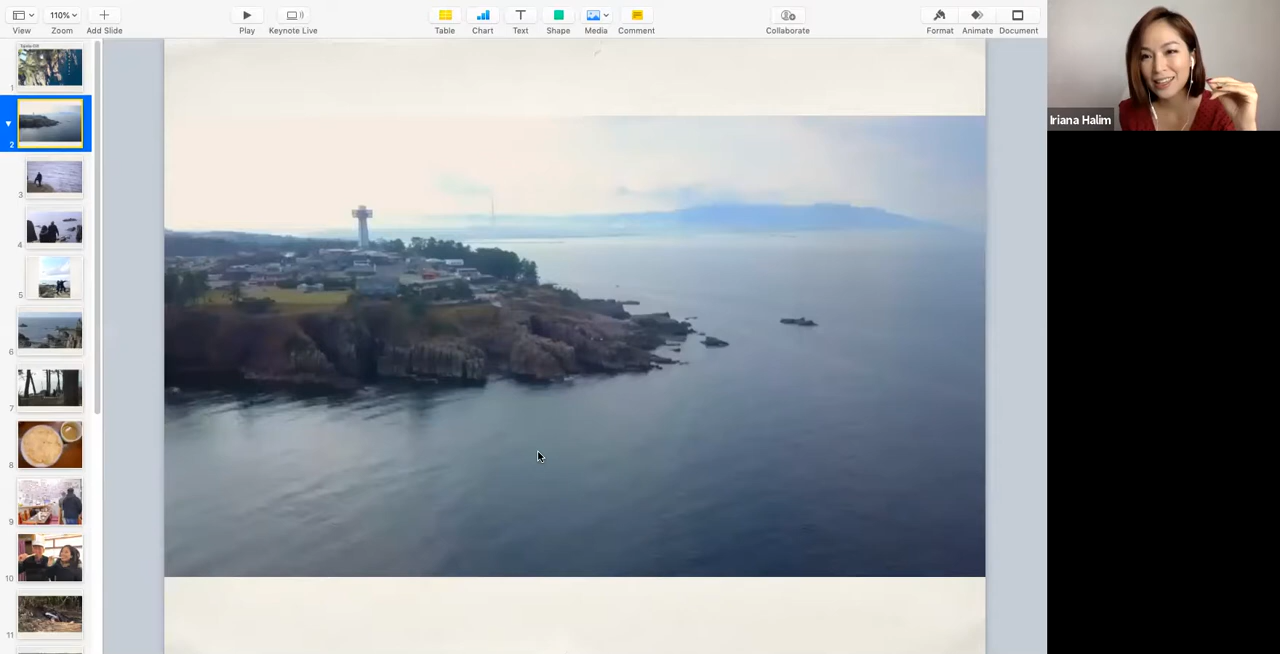 View
110%
Zoom
Add Slide
Play
Keynote Live
Table
Chart
Text
Shape
Media
Comment
Collaborate
Format
Animate
Document
Iriana Halim
1
2
3
4
5
6
7
8
9
10
11